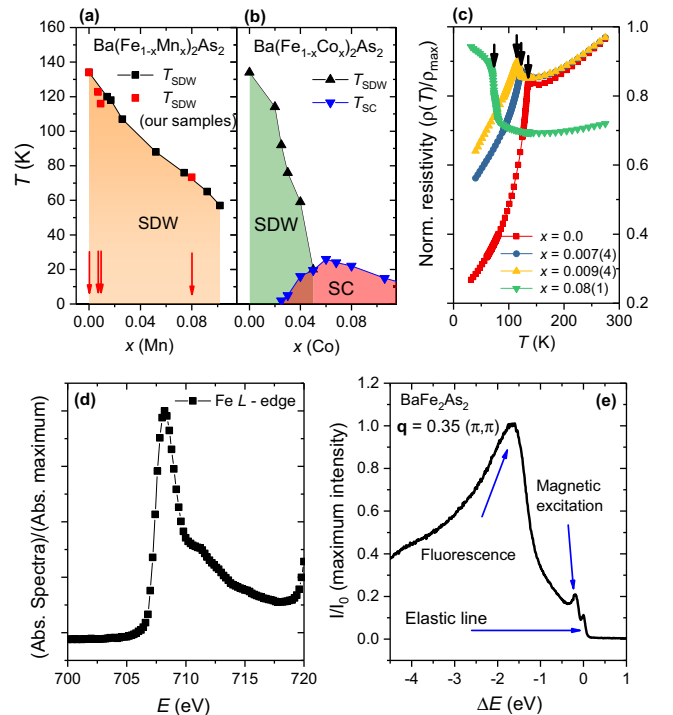 (a)
Ba(Fe1-xMnx)2As2
TSDW
TSDW
(our samples)
SDW
T (K)
160
140
120
100
80
60
40
20
0
0.00
0.04
0.08
x (Mn)
(b)
Ba(Fe1-xCox)2As2
TSDW
TSC
SDW
SC
0.00
0.04
0.08
x (Co)
(c)
Norm. resistivity (ρ(T)/ρmax)
1.0
0.9
0.7
0.4
0.2
x = 0.0
x = 0.007(4)
x = 0.009(4)
x = 0.08(1)
0
100
200
300
T (K)
(d)
Fe L - edge
(Abs. Spectra)/(Abs. maximum)
700
705
710
715
720
E (eV)
BaFe2As2
(e)
q = 0.35 (π,π)
Magnetic
excitation
Fluorescence
Elastic line
I/I0 (maximum intensity)
1.2
1.0
0.8
0.6
0.4
0.2
0.0
-4
-3
-2
-1
0
1
ΔE (eV)